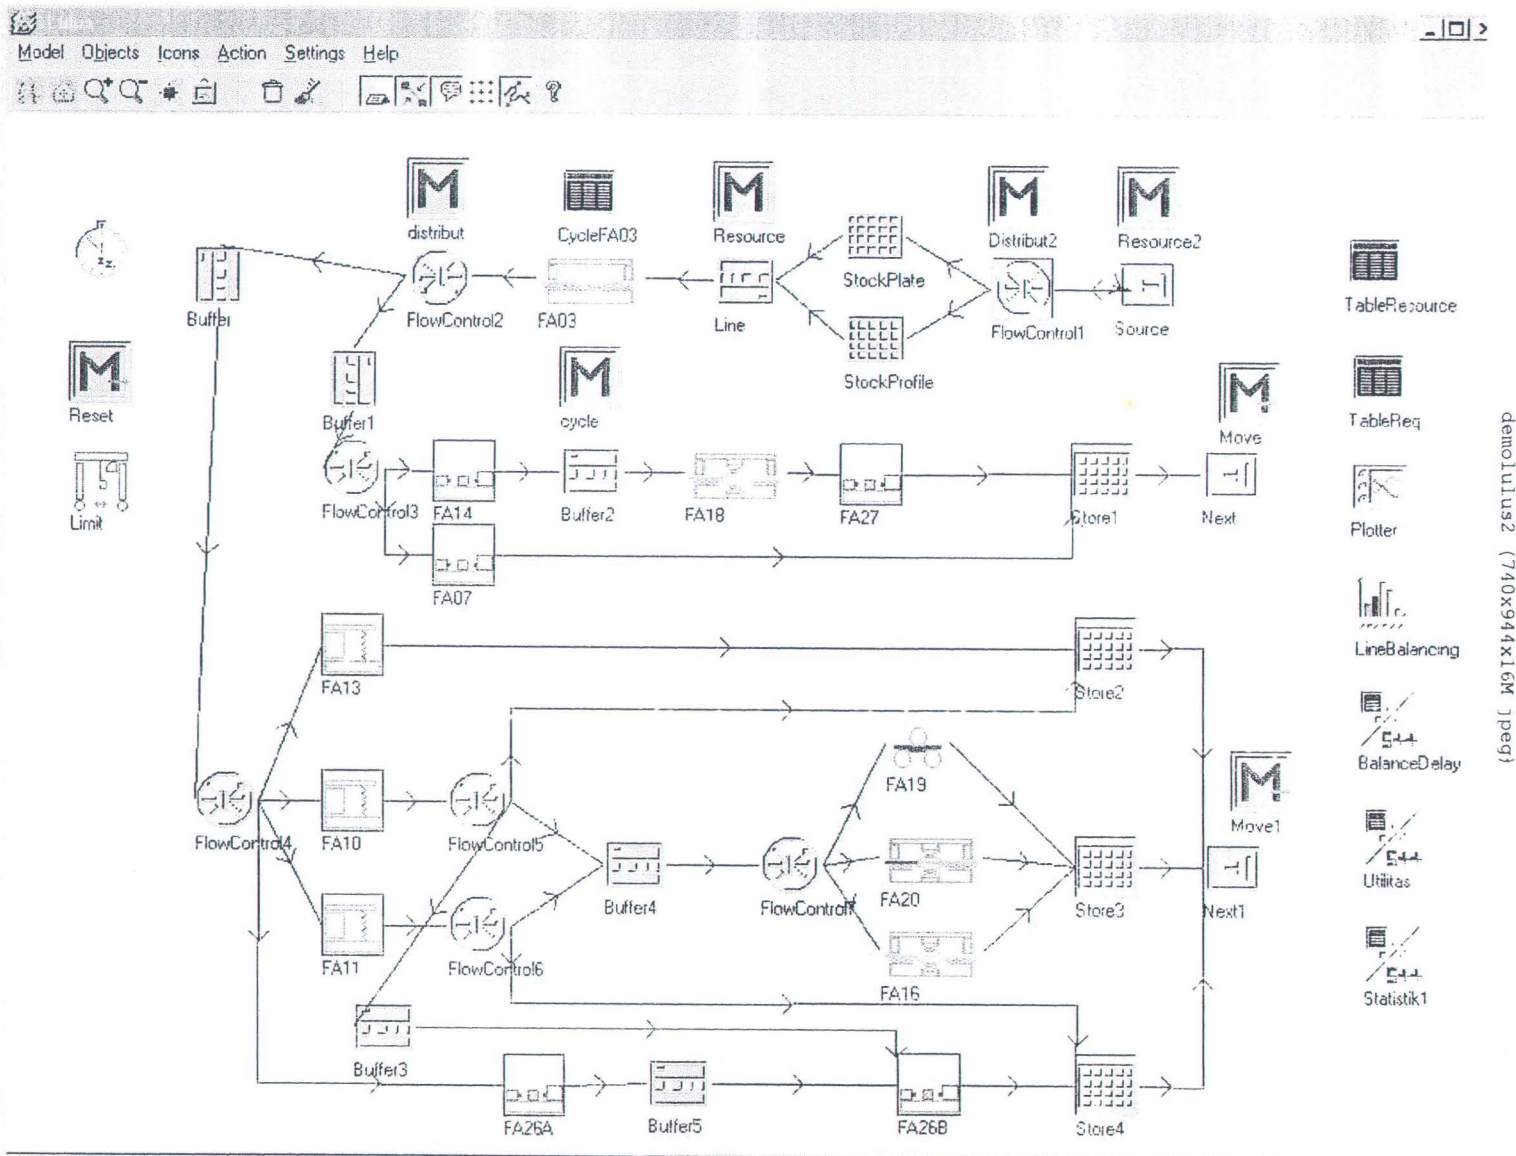 Model Objects Icons Action Settings Help
distribut
CycleFA03
Resource
Distribut2
Resource2
StockPlate
TableResource
Buffer
FlowControl2
FA03
Line
FlowControl1
Source
StockProfile
Reset
Buffer1
cycle
Move
TableReq
Limit
FlowControl3
FA14
Buffer2
FA18
FA27
Store1
Next
Plotter
FA07
LineBalancing
FA13
Store2
BalanceDelay
FA19
Move1
FlowControl4
FA10
FlowControl5
Utilitas
Buffer4
FlowControl
FA20
Store3
Next1
FA11
FlowControl6
FA16
Statistik1
Buffer3
FA26A
Buffer5
FA26B
Store4
demolulus2 (740x944x16M jpeg)